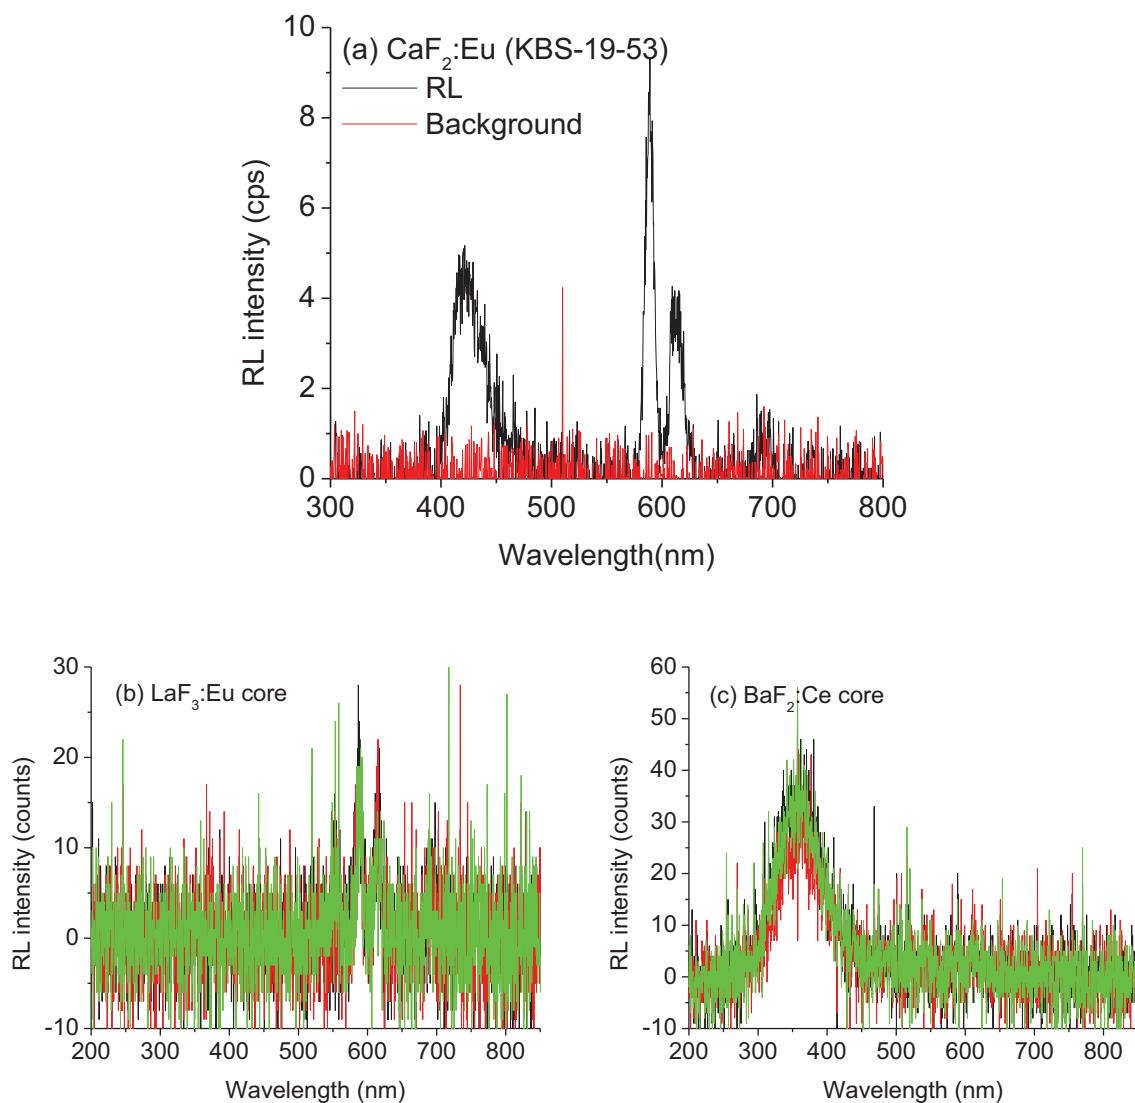 (a) CaF2:Eu (KBS-19-53)
RL
Background
10
8
6
4
2
0
RL intensity (cps)
300 400 500 600 700 800
Wavelength(nm)
(b) LaF3:Eu core
30
20
10
0
-10
RL intensity (counts)
200 300 400 500 600 700 800
Wavelength (nm)
(c) BaF2:Ce core
60
50
40
30
20
10
0
-10
RL intensity (counts)
200 300 400 500 600 700 800
Wavelength (nm)